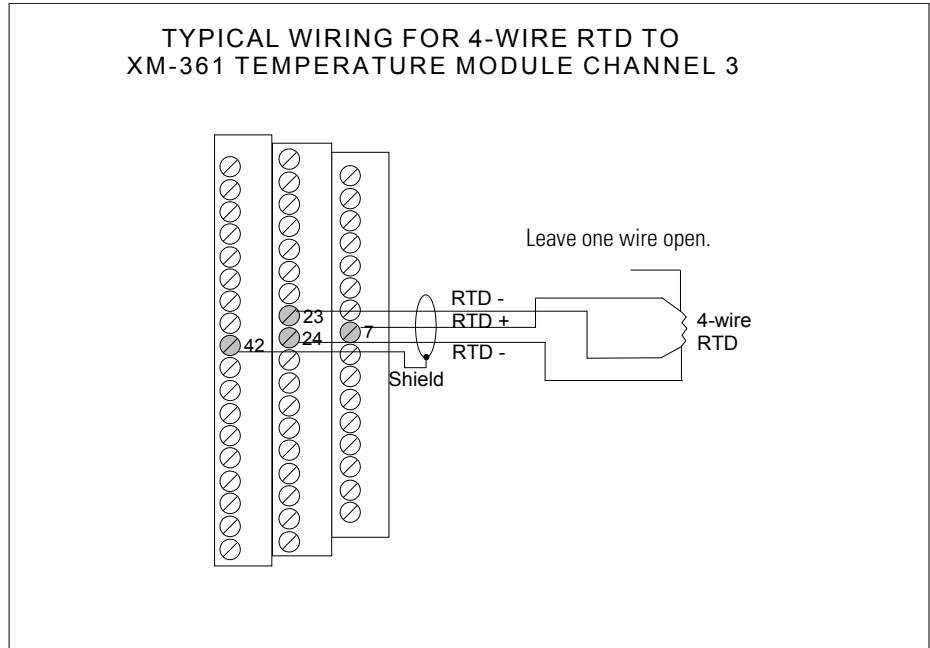 TYPICAL WIRING FOR 4-WIRE RTD TO
XM-361 TEMPERATURE MODULE CHANNEL 3
Leave one wire open.
RTD -
23
RTD +
7
4-wire
RTD
24
42
RTD -
Shield